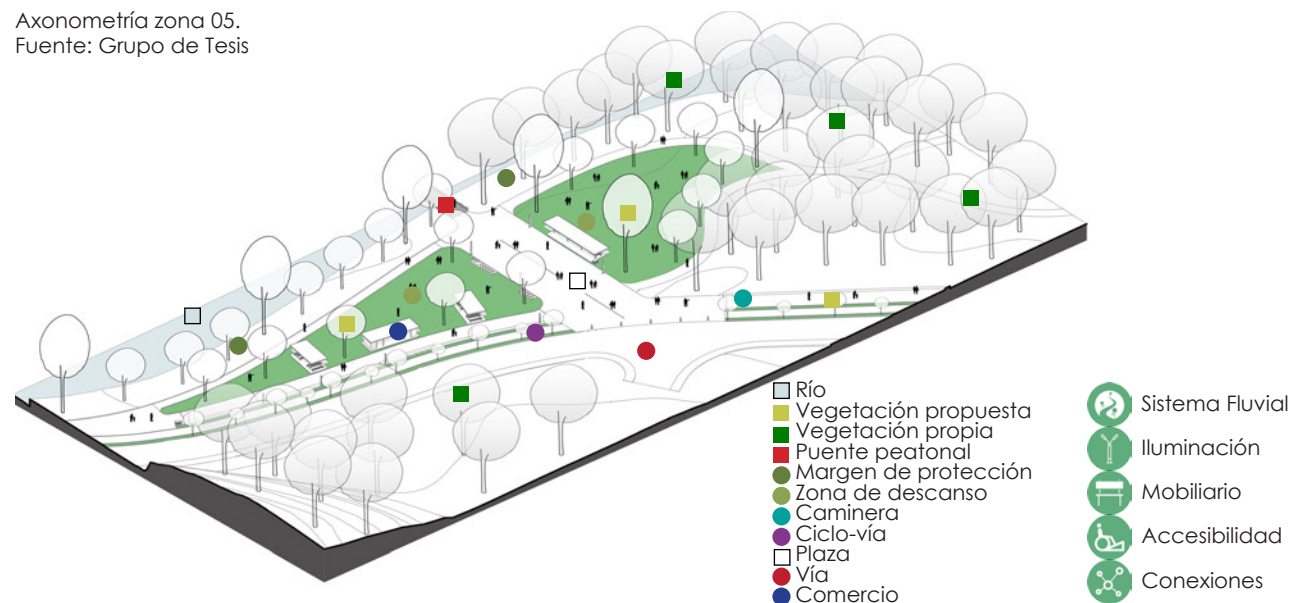 Axonometría zona 05.
Fuente: Grupo de Tesis
Río
Vegetación propuesta
Vegetación propia
Puente peatonal
Margen de protección
Zona de descanso
Caminera
Ciclo-vía
Plaza
Vía
Comercio
Sistema Fluvial
Iluminación
Mobiliario
Accesibilidad
Conexiones